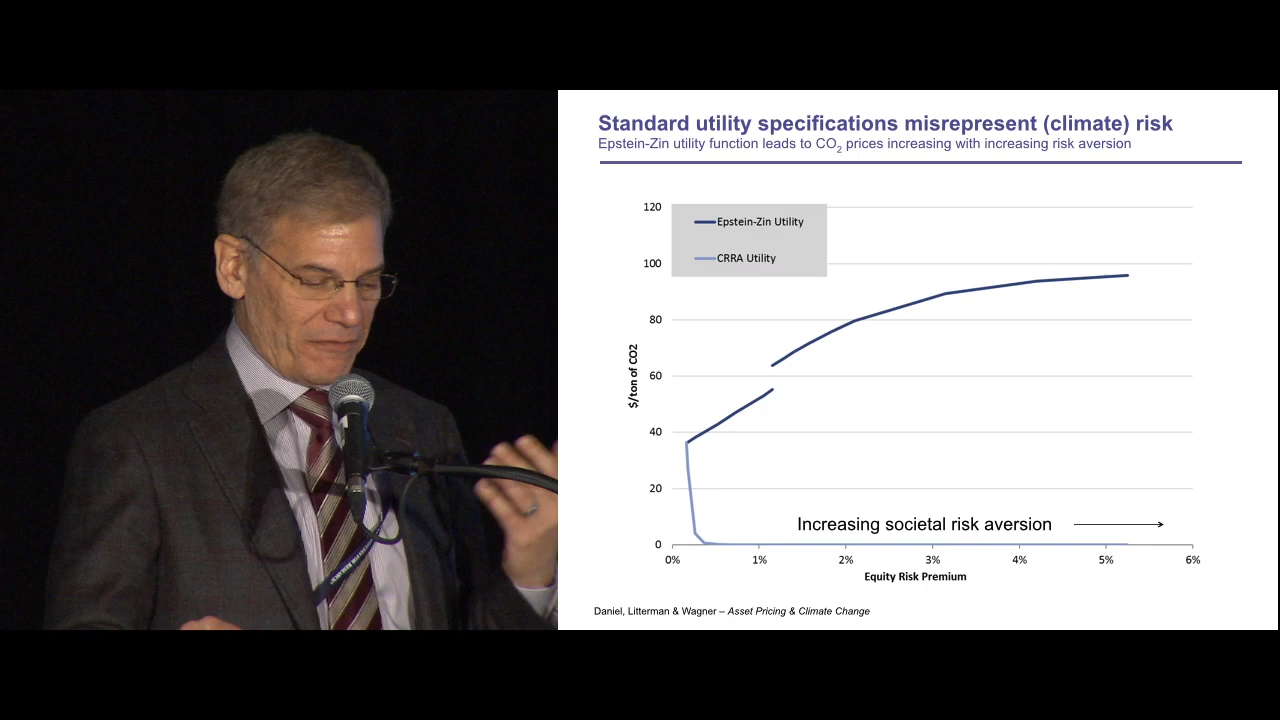 Standard utility specifications misrepresent (climate) risk
Epstein-Zin utility function leads to CO2 prices increasing with increasing risk aversion
120
Epstein-Zin Utility
100
CRRA Utility
80
60
40
20
0
$/ton of CO2
Increasing societal risk aversion
0% 1% 2% 3% 4% 5% 6%
Equity Risk Premium
Daniel, Litterman & Wagner – Asset Pricing & Climate Change